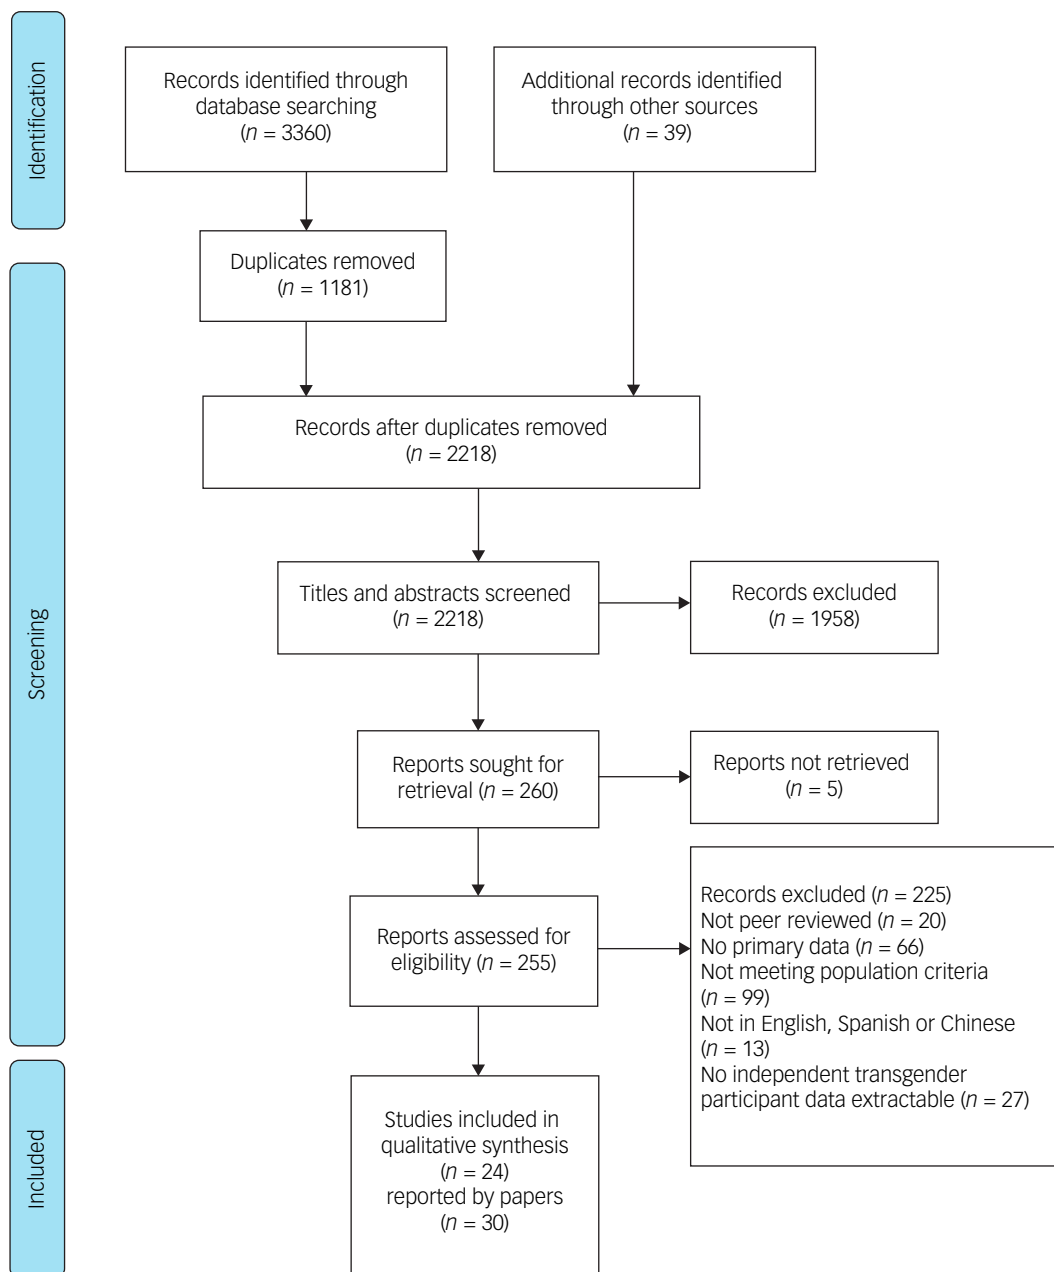 Identification
Records identified through
database searching
(n = 3360)
Additional records identified
through other sources
(n = 39)
Screening
Duplicates removed
(n = 1181)
Records after duplicates removed
(n = 2218)
Titles and abstracts screened
(n = 2218)
Records excluded
(n = 1958)
Reports sought for
retrieval (n = 260)
Reports not retrieved
(n = 5)
Reports assessed for
eligibility (n = 255)
Records excluded (n = 225)
Not peer reviewed (n = 20)
No primary data (n = 66)
Not meeting population criteria
(n = 99)
Not in English, Spanish or Chinese
(n = 13)
No independent transgender
participant data extractable (n = 27)
Included
Studies included in
qualitative synthesis
(n = 24)
reported by papers
(n = 30)